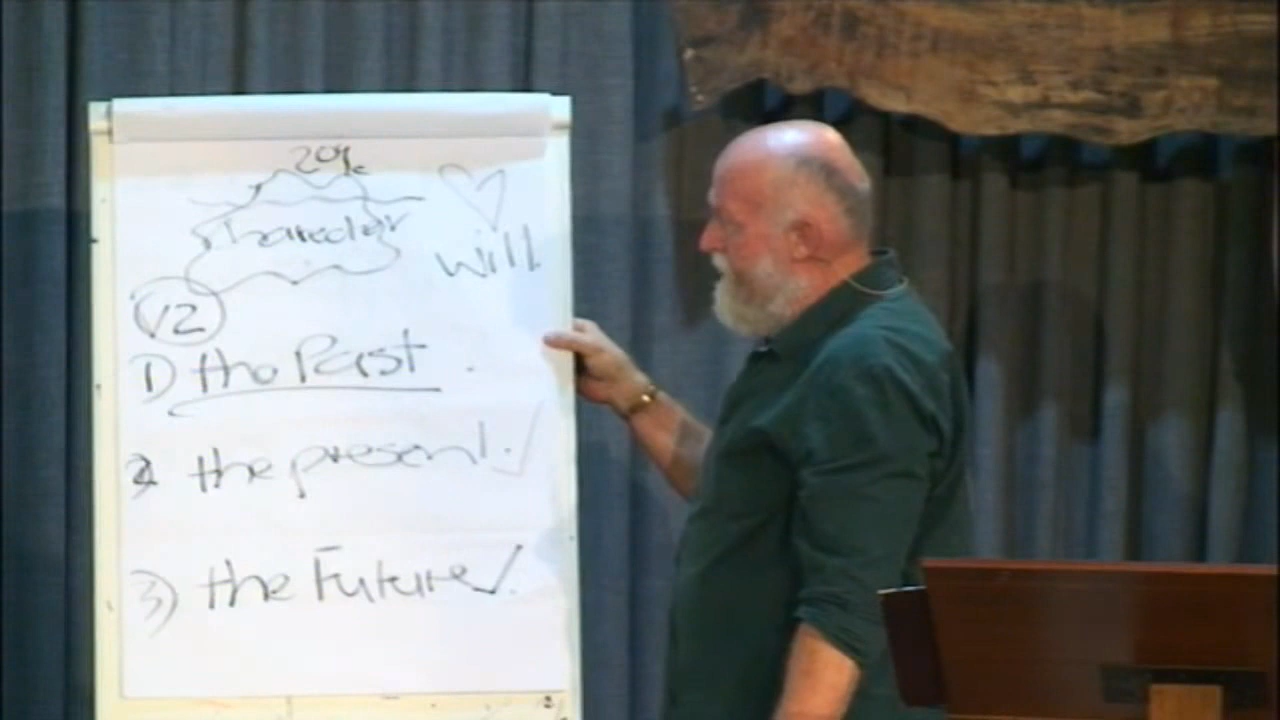 20%
Character
Will
V2
1) the Past
2 the present.
3) the Future